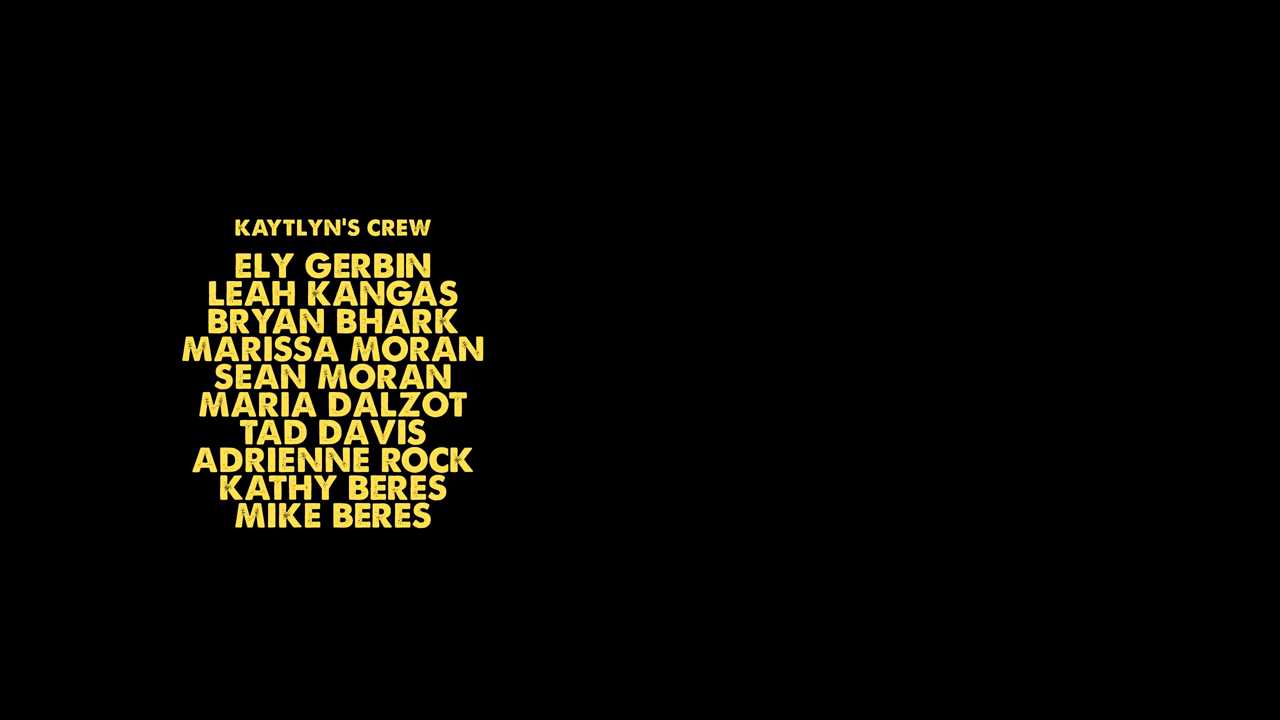 KAYTLYN'S CREW
ELY GERBIN
LEAH KANGAS
BRYAN BHARK
MARISSA MORAN
SEAN MORAN
MARIA DALZOT
TAD DAVIS
ADRIENNE ROCK
KATHY BERES
MIKE BERES